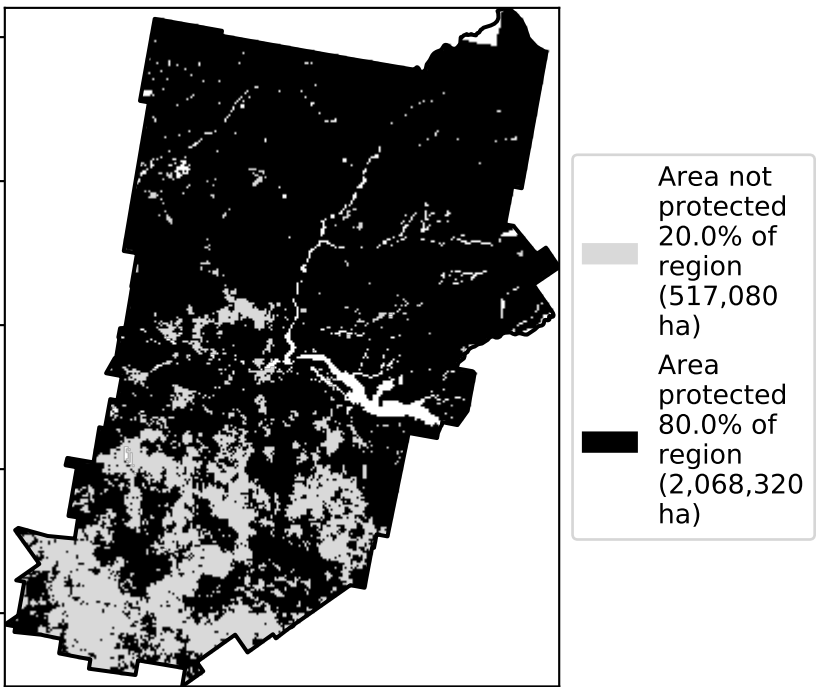 Area not
protected
20.0% of
region
(517,080
ha)
Area
protected
80.0% of
region
(2,068,320
ha)